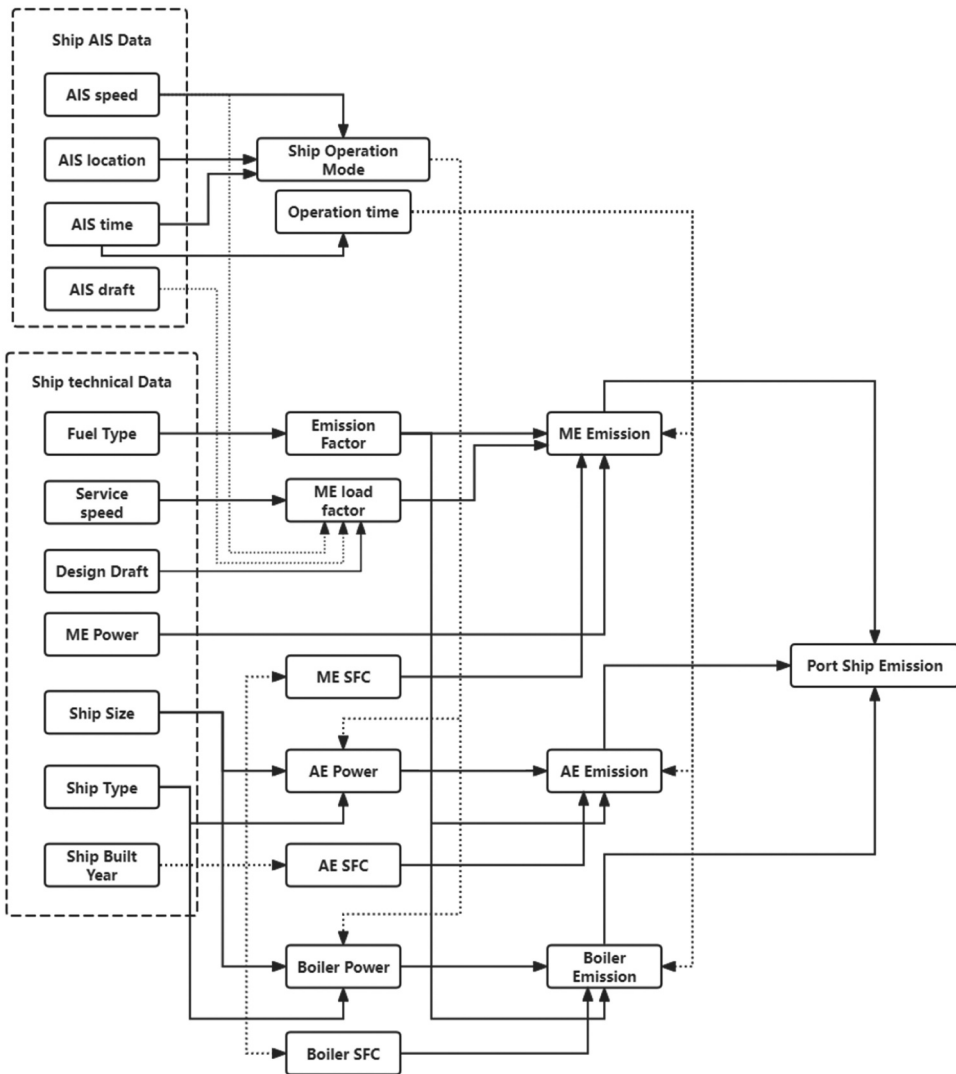 Ship AIS Data
AIS speed
AIS location
AIS time
AIS draft
Ship Operation
Mode
Operation time
Ship technical Data
Fuel Type
Service
speed
Design Draft
ME Power
Ship Size
Ship Type
Ship Built
Year
Emission
Factor
ME load
factor
ME SFC
AE Power
AE SFC
Boiler Power
Boiler SFC
ME Emission
AE Emission
Boiler
Emission
Port Ship Emission